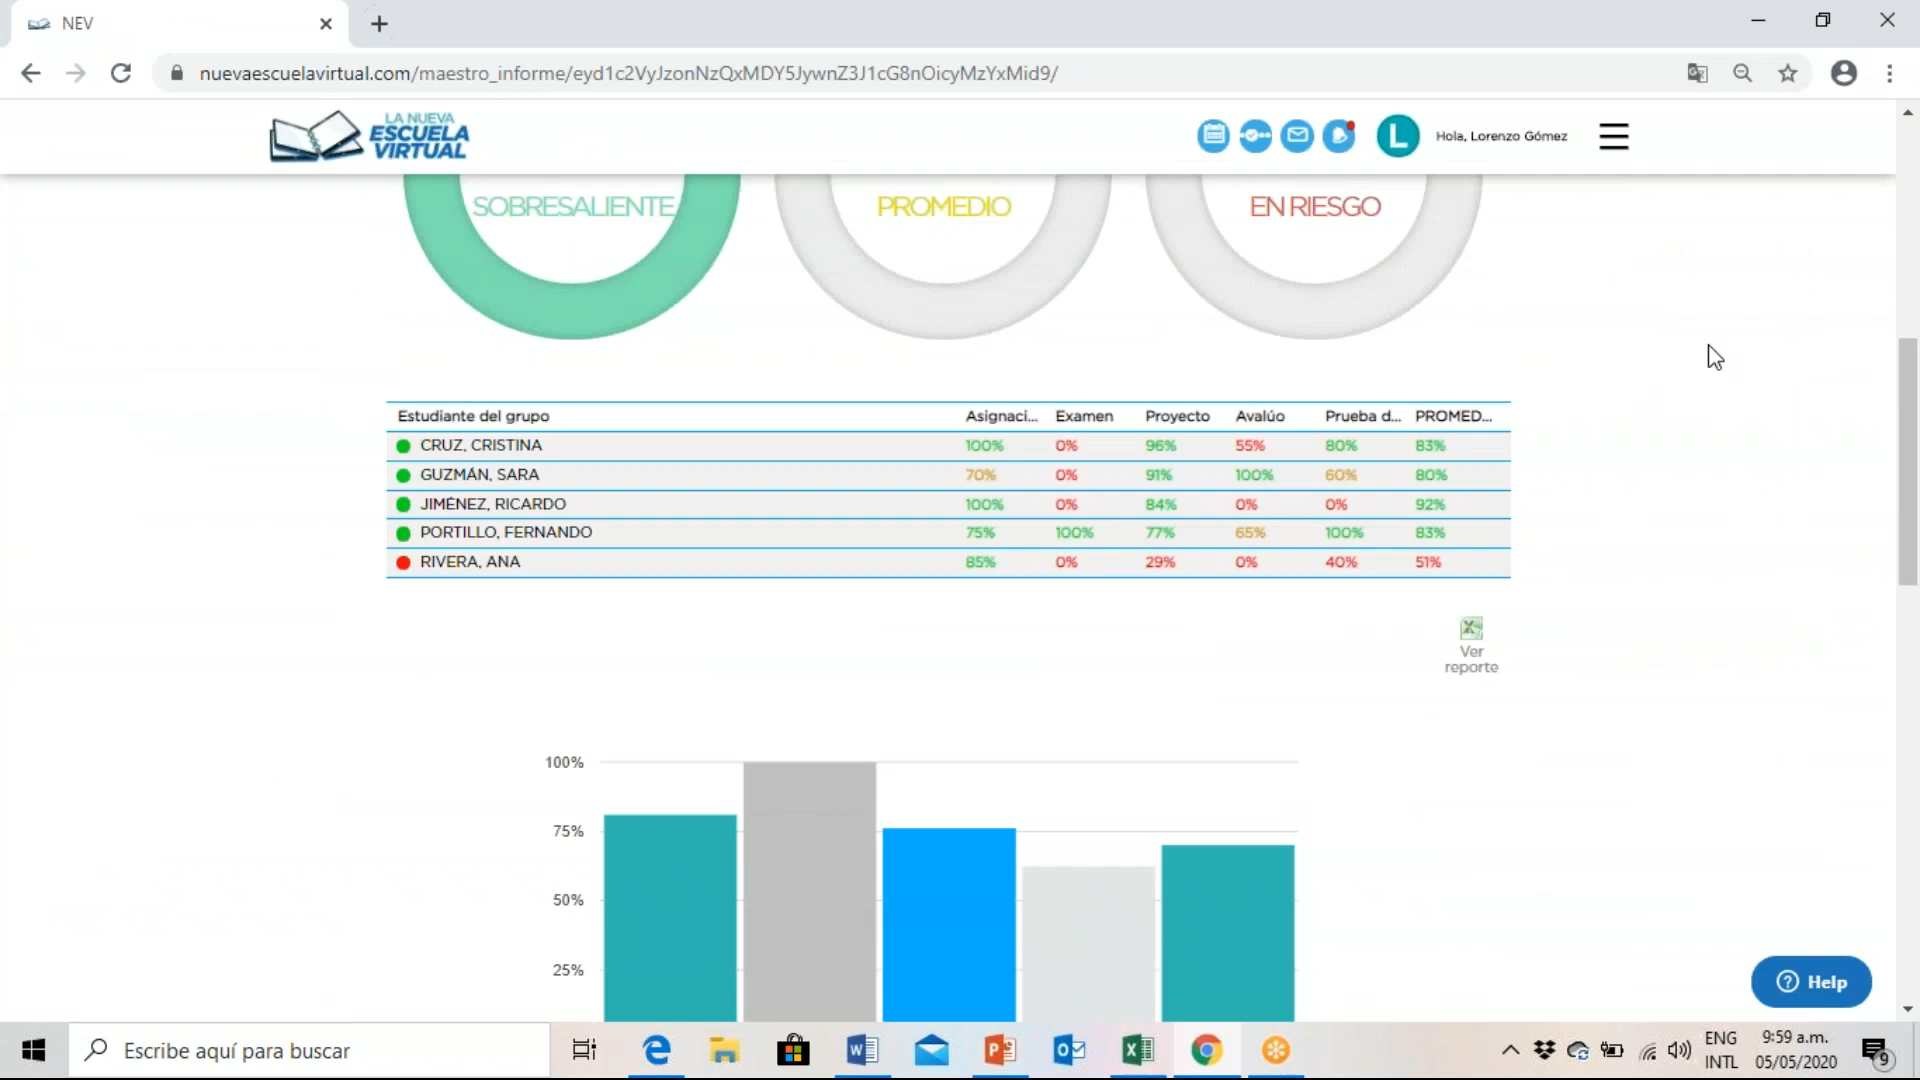 NEV
nuevaescuelavirtual.com/maestro_informe/eyd1c2VyJzonNzQxMDY5JywnZ3J1cG8nOicyMzYxMid9/
LA NUEVA
ESCUELA
VIRTUAL
L
Hola, Lorenzo Gómez
SOBRESALIENTE
PROMEDIO
EN RIESGO
Estudiante del grupo Asignaci... Examen Proyecto Avalúo Prueba d... PROMED...
CRUZ, CRISTINA 100% 0% 96% 55% 80% 83%
GUZMÁN, SARA 70% 0% 91% 100% 60% 80%
JIMÉNEZ, RICARDO 100% 0% 84% 0% 0% 92%
PORTILLO, FERNANDO 75% 100% 77% 65% 100% 83%
RIVERA, ANA 85% 0% 29% 0% 40% 51%
Ver
reporte
100%
75%
50%
25%
Help
Escribe aquí para buscar
ENG
INTL
9:59 a.m.
05/05/2020
9